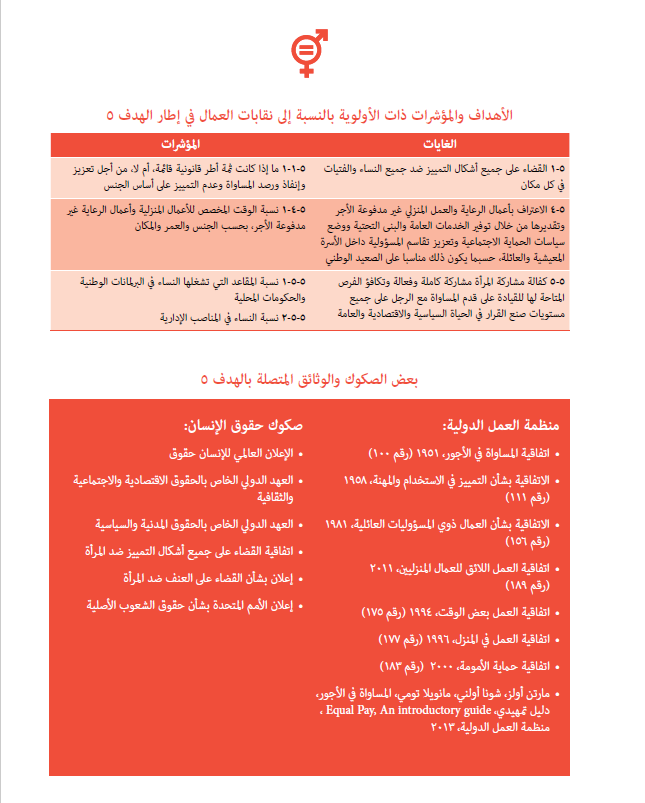 الأهداف والمؤشرات ذات الأولوية بالنسبة إلى نقابات العمال في إطار الهدف ٥
الغايات
المؤشرات
٥-١ القضاء على جميع أشكال التمييز ضد جميع النساء والفتيات
في كل مكان
٥-١-١ ما إذا كانت ثمة أطر قانونية قائمة، أم لا، من أجل تعزيز
وإنفاذ ورصد المساواة وعدم التمييز على أساس الجنس
٥-٤ الاعتراف بأعمال الرعاية والعمل المنزلي غير مدفوعة الأجر
وتقديرها من خلال توفير الخدمات العامة والبنى التحتية ووضع
سياسات الحماية الاجتماعية وتعزيز تقاسم المسؤولية داخل الأسرة
المعيشية والعائلة، حسبما يكون ذلك مناسبا على الصعيد الوطني
٥-٤-١ نسبة الوقت المخصص للأعمال المنزلية وأعمال الرعاية غير
مدفوعة الأجر، بحسب الجنس والعمر والمكان
٥-٥ كفالة مشاركة المرأة مشاركة كاملة وفعالة وتكافؤ الفرص
المتاحة لها للقيادة على قدم المساواة مع الرجل على جميع
مستويات صنع القرار في الحياة السياسية والاقتصادية والعامة
٥-٥-١ نسبة المقاعد التي تشغلها النساء في البرلمانات الوطنية
والحكومات المحلية
٥-٥-٢ نسبة النساء في المناصب الإدارية
بعض الصكوك والوثائق المتصلة بالهدف ٥
منظمة العمل الدولية:
• اتفاقية المساواة في الأجور، ١٩٥١ (رقم ١٠٠)
• الاتفاقية بشأن التمييز في الاستخدام والمهنة، ١٩٥٨
(رقم ١١١)
• الاتفاقية بشأن العمال ذوي المسؤوليات العائلية، ١٩٨١
(رقم ١٥٦)
• اتفاقية العمل اللائق للعمال المنزليين، ٢٠١١
(رقم ١٨٩)
• اتفاقية العمل بعض الوقت، ١٩٩٤ (رقم ١٧٥)
• اتفاقية العمل في المنزل، ١٩٩٦ (رقم ١٧٧)
• اتفاقية حماية الأمومة، ٢٠٠٠ (رقم ١٨٣)
• مارتن أولز، شونا أولني، مانويلا تومي، المساواة في الأجور،
دليل تمهيدي، Equal Pay, An introductory guide ،
منظمة العمل الدولية، ٢٠١٣
صكوك حقوق الإنسان:
• الإعلان العالمي للإنسان حقوق
• العهد الدولي الخاص بالحقوق الاقتصادية والاجتماعية
والثقافية
• العهد الدولي الخاص بالحقوق المدنية والسياسية
• اتفاقية القضاء على جميع أشكال التمييز ضد المرأة
• إعلان بشأن القضاء على العنف ضد المرأة
• إعلان الأمم المتحدة بشأن حقوق الشعوب الأصلية